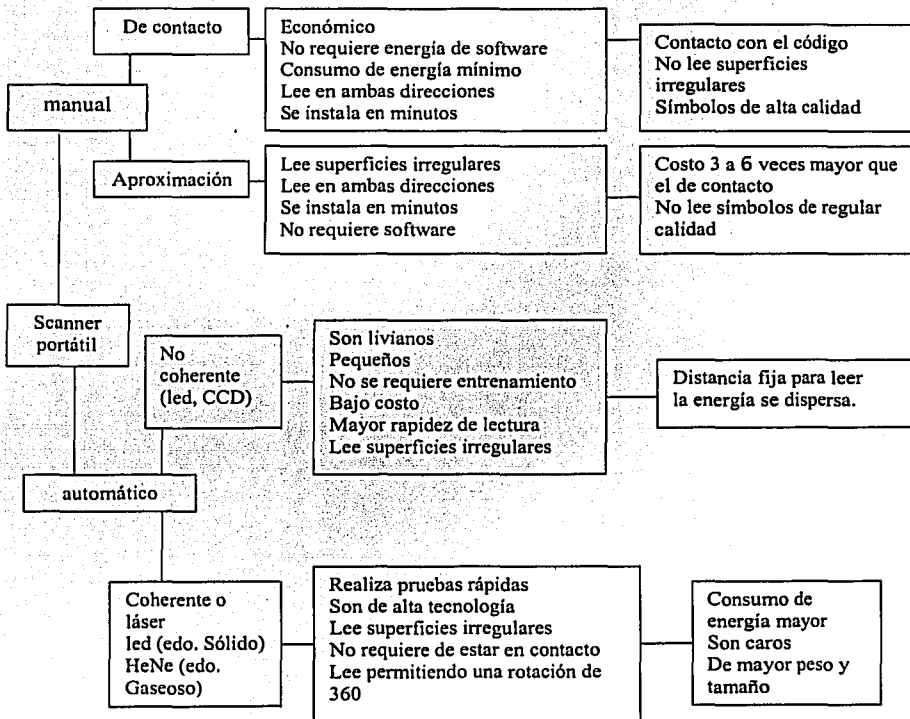 De contacto
Económico
No requiere energía de software
Consumo de energía mínimo
Lee en ambas direcciones
Se instala en minutos
Contacto con el código
No lee superficies
irregulares
Símbolos de alta calidad
manual
Aproximación
Lee superficies irregulares
Lee en ambas direcciones
Se instala en minutos
No requiere software
Costo 3 a 6 veces mayor que
el de contacto
No lee símbolos de regular
calidad
Scanner
portátil
No
coherente
(led, CCD)
Son livianos
Pequeños
No se requiere entrenamiento
Bajo costo
Mayor rapidez de lectura
Lee superficies irregulares
Distancia fija para leer
la energía se dispersa.
automático
Coherente o
láser
led (edo. Sólido)
HeNe (edo.
Gaseoso)
Realiza pruebas rápidas
Son de alta tecnología
Lee superficies irregulares
No requiere de estar en contacto
Lee permitiendo una rotación de
360
Consumo de
energía mayor
Son caros
De mayor peso y
tamaño